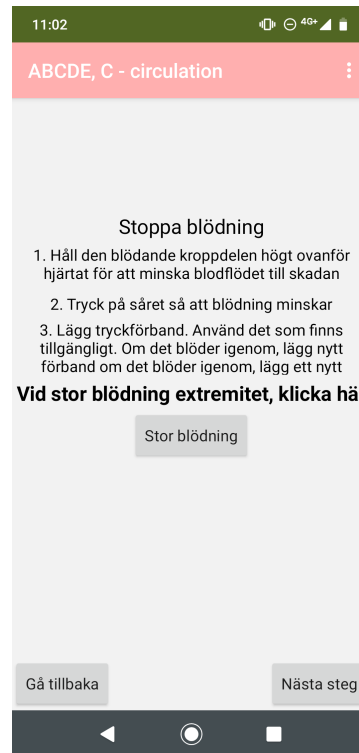 11:02
4G+
ABCDE, C - circulation
Stoppa blödning
1. Håll den blödande kroppdelen högt ovanför
hjärtat för att minska blodflödet till skadan
2. Tryck på såret så att blödning minskar
3. Lägg tryckförband. Använd det som finns
tillgängligt. Om det blöder igenom, lägg nytt
förband om det blöder igenom, lägg ett nytt
Vid stor blödning extremitet, klicka hä
Stor blödning
Gå tillbaka
Nästa steg